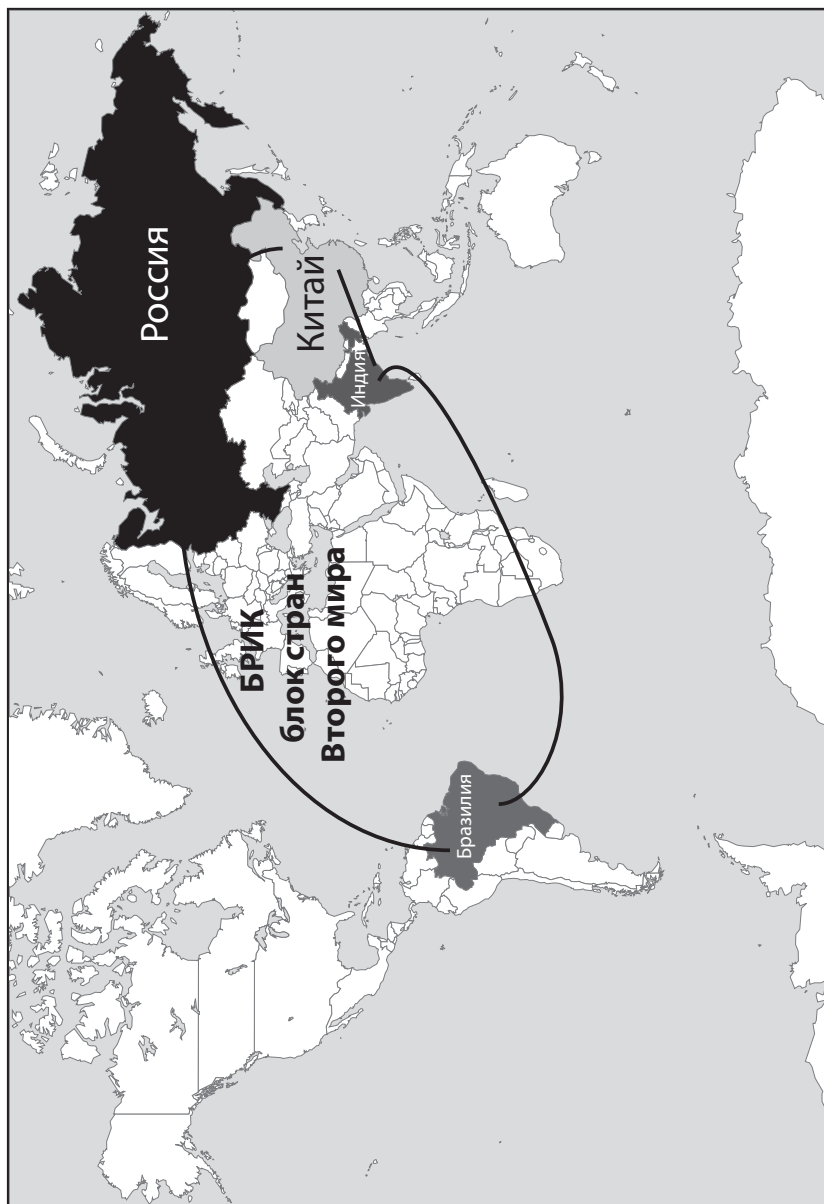 Россия
Китай
Индия
БРИК
блок стран
Второго мира
Бразилия